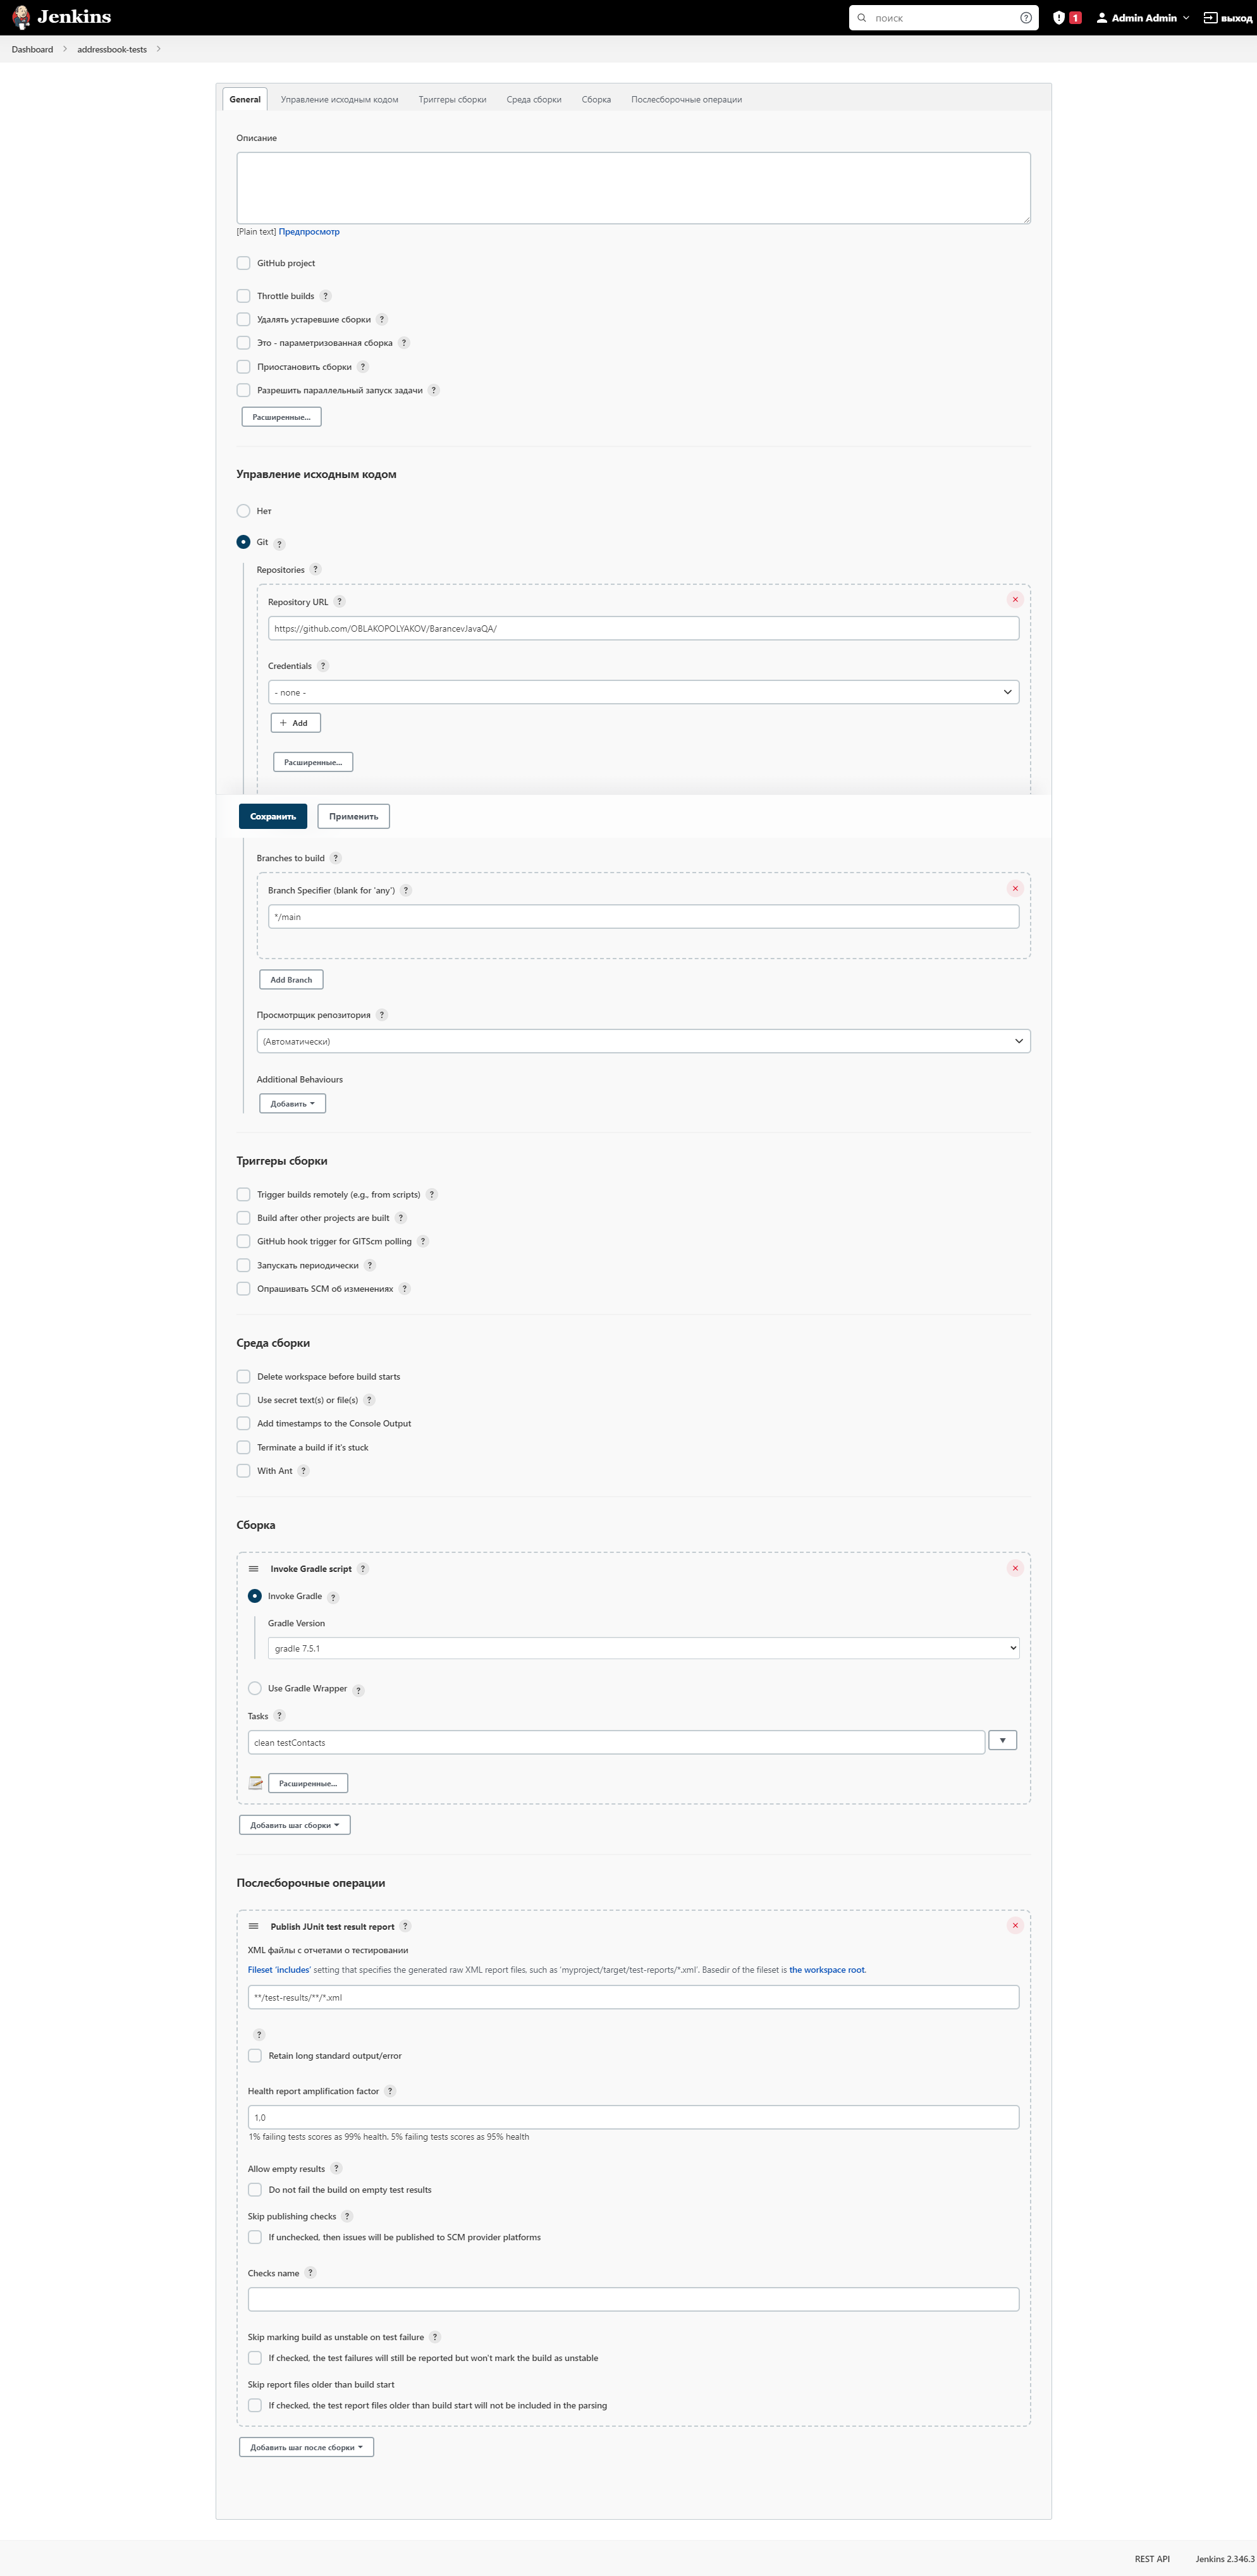 Jenkins
поиск
1
Admin Admin
выход
Dashboard
addressbook-tests
General
Управление исходным кодом
Триггеры сборки
Среда сборки
Сборка
Послесборочные операции
Описание
[Plain text] Предпросмотр
GitHub project
Throttle builds ?
Удалять устаревшие сборки ?
Это - параметризованная сборка ?
Приостановить сборки ?
Разрешить параллельный запуск задачи ?
Расширенные...
Управление исходным кодом
Нет
Git ?
Repositories ?
Repository URL ?
https://github.com/OBLAKOPOLYAKOV/BarancevJavaQA/
Credentials ?
- none -
Add
Расширенные...
Сохранить
Применить
Branches to build ?
Branch Specifier (blank for 'any') ?
*/main
Add Branch
Просмотрщик репозитория ?
(Автоматически)
Additional Behaviours
Добавить
Триггеры сборки
Trigger builds remotely (e.g., from scripts) ?
Build after other projects are built ?
GitHub hook trigger for GITScm polling ?
Запускать периодически ?
Опрашивать SCM об изменениях ?
Среда сборки
Delete workspace before build starts
Use secret text(s) or file(s) ?
Add timestamps to the Console Output
Terminate a build if it's stuck
With Ant ?
Сборка
Invoke Gradle script ?
Invoke Gradle ?
Gradle Version
gradle 7.5.1
Use Gradle Wrapper ?
Tasks ?
clean testContacts
Расширенные...
Добавить шаг сборки
Послесборочные операции
Publish JUnit test result report ?
XML файлы с отчетами о тестировании
Fileset 'includes' setting that specifies the generated raw XML report files, such as 'myproject/target/test-reports/*.xml'. Basedir of the fileset is the workspace root.
**/test-results/**/*.xml
?
Retain long standard output/error
Health report amplification factor ?
1.0
1% failing tests scores as 99% health. 5% failing tests scores as 95% health
Allow empty results ?
Do not fail the build on empty test results
Skip publishing checks ?
If unchecked, then issues will be published to SCM provider platforms
Checks name ?
Skip marking build as unstable on test failure ?
If checked, the test failures will still be reported but won't mark the build as unstable
Skip report files older than build start
If checked, the test report files older than build start will not be included in the parsing
Добавить шаг после сборки
REST API
Jenkins 2.346.3